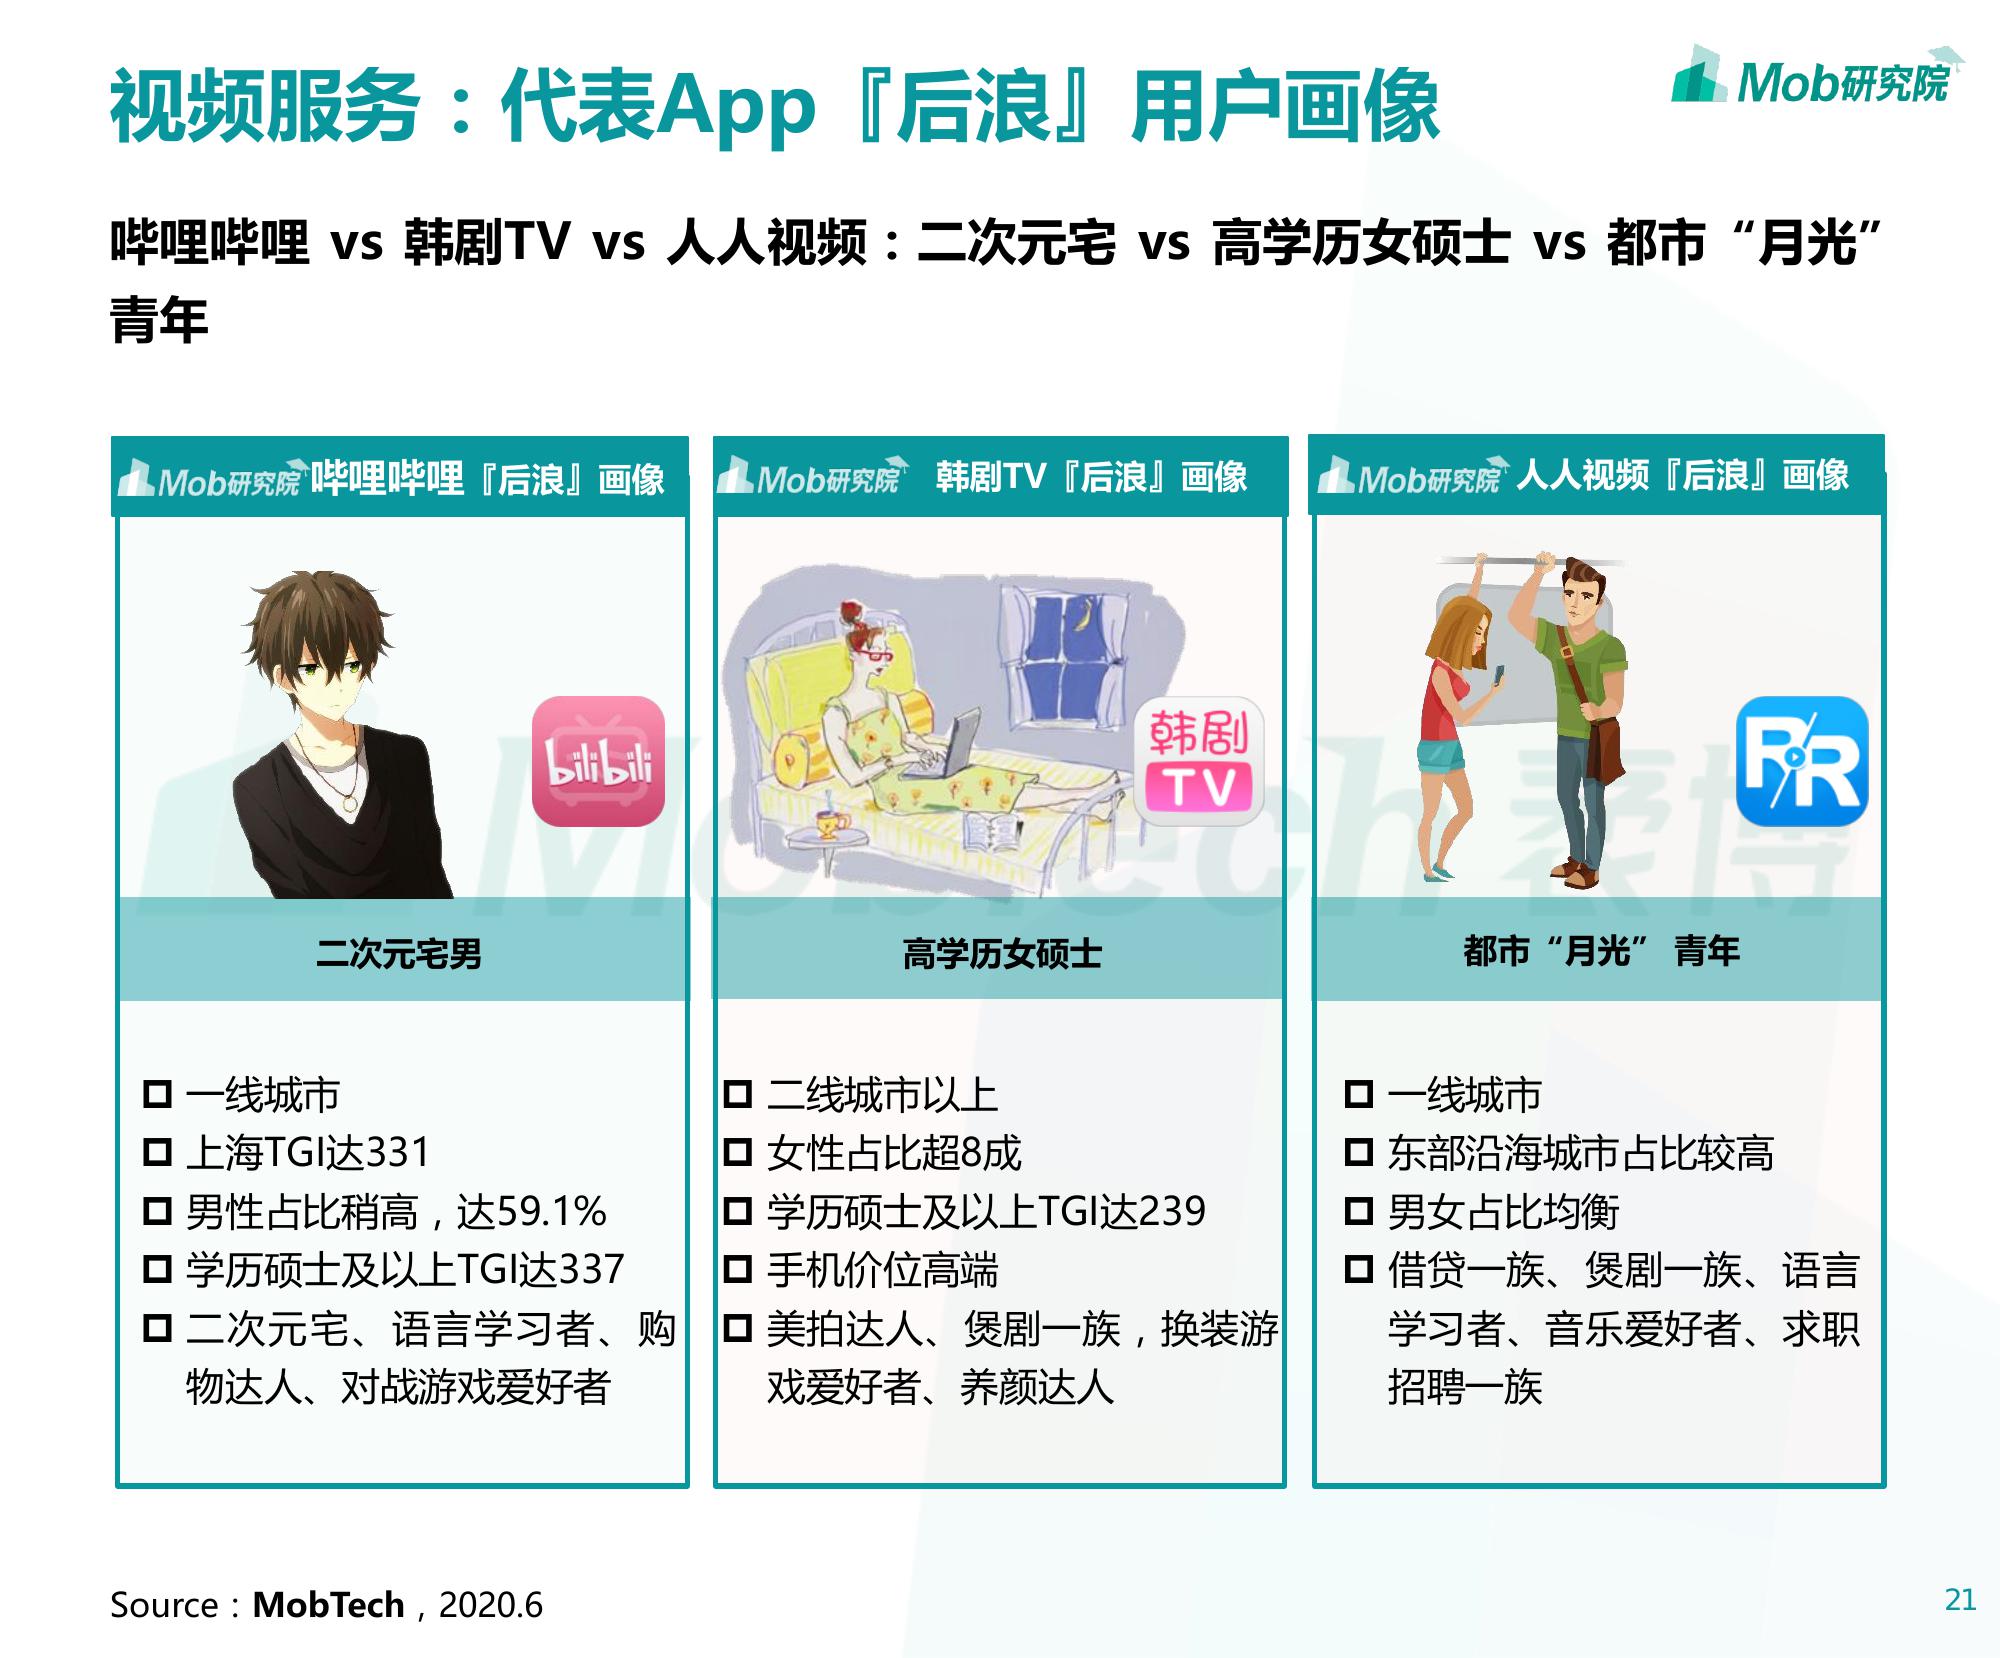 视频服务：代表App『后浪』用户画像
Mob研究院
哔哩哔哩 vs 韩剧TV vs 人人视频：二次元宅 vs 高学历女硕士 vs 都市“月光”
青年
Mob研究院 哔哩哔哩『后浪』画像
bilibili
二次元宅男
一线城市
上海TGI达331
男性占比稍高，达59.1%
学历硕士及以上TGI达337
二次元宅、语言学习者、购
物达人、对战游戏爱好者
Mob研究院 韩剧TV『后浪』画像
韩剧
TV
高学历女硕士
二线城市以上
女性占比超8成
学历硕士及以上TGI达239
手机价位高端
美拍达人、煲剧一族，换装游
戏爱好者、养颜达人
Mob研究院 人人视频『后浪』画像
RR
都市“月光” 青年
一线城市
东部沿海城市占比较高
男女占比均衡
借贷一族、煲剧一族、语言
学习者、音乐爱好者、求职
招聘一族
MobTech 袤博
Source：MobTech，2020.6
21